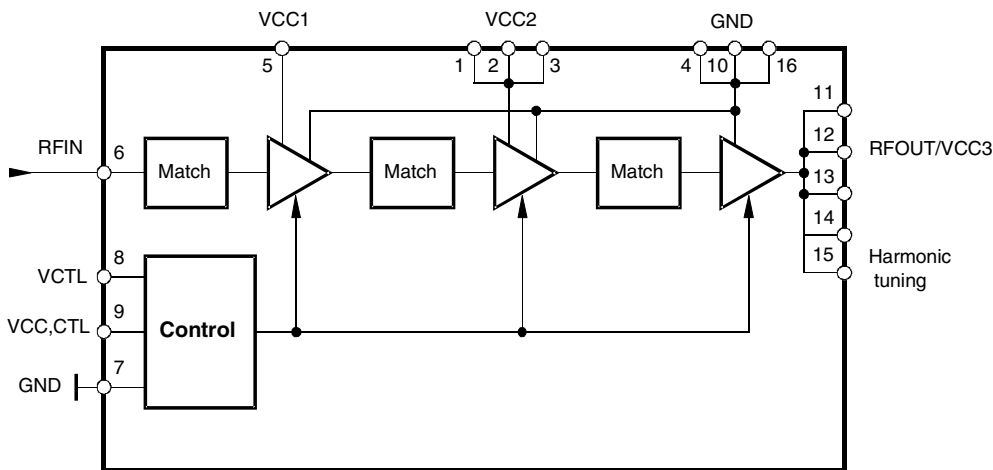 VCC1
VCC2
GND
5
1
2
3
4
10
16
11
RFIN
6
Match
Match
Match
12
RFOUT/VCC3
13
14
15
Harmonic
tuning
VCTL
8
VCC,CTL
9
Control
GND
7